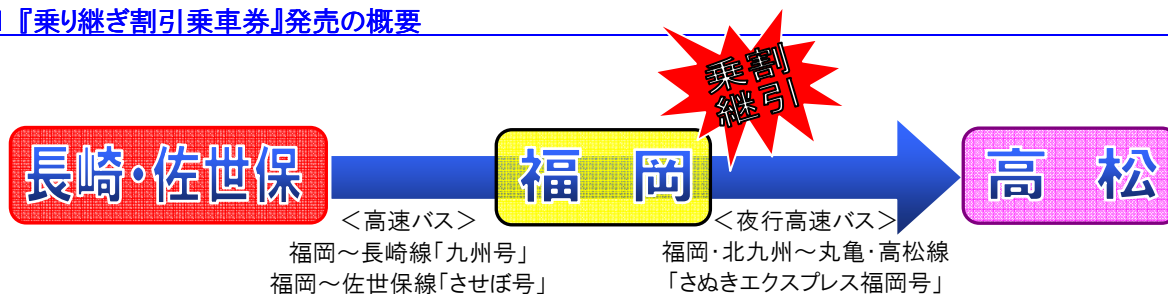 『乗り継ぎ割引乗車券』発売の概要
乗割
継引
長崎・佐世保
福 岡
高 松
＜高速バス＞
福岡～長崎線「九州号」
福岡～佐世保線「させぼ号」
＜夜行高速バス＞
福岡・北九州～丸亀・高松線
「さぬきエクスプレス福岡号」